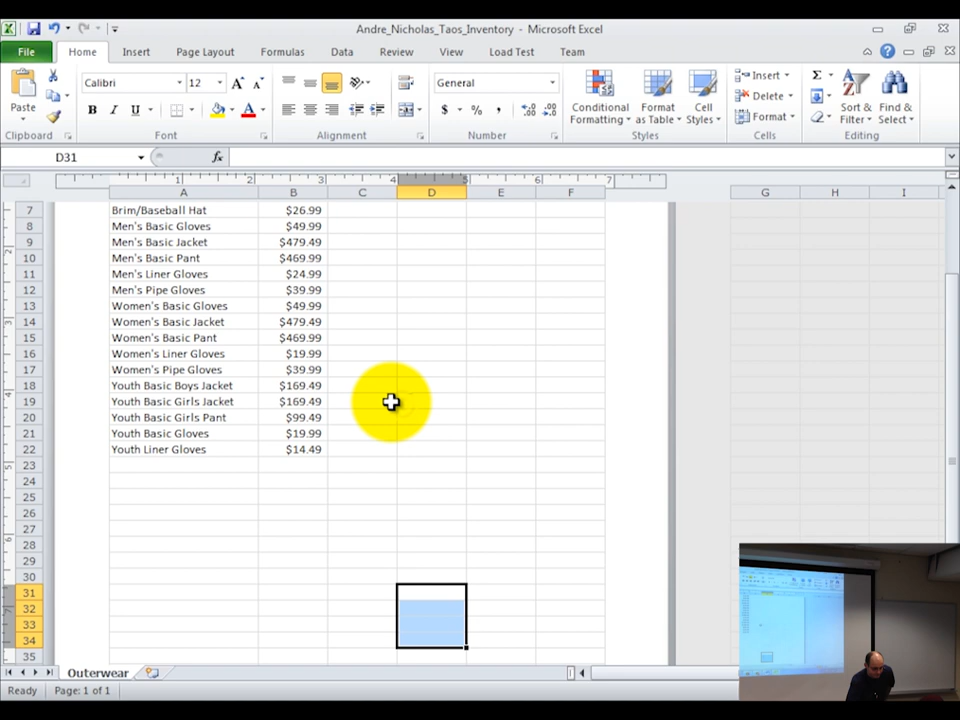 Andre_Nicholas_Taos_Inventory - Microsoft Excel
File Home Insert Page Layout Formulas Data Review View Load Test Team
Paste
Calibri 12
B I U A A A
General
$ % ,
Conditional Formatting
Format as Table
Cell Styles
Insert
Delete
Format
Σ
Sort & Filter
Find & Select
Clipboard Font Alignment Number Styles Cells Editing
D31 fx
1 2 3 4 5 6 7
A B C D E F G H I
7 Brim/Baseball Hat $26.99
8 Men's Basic Gloves $49.99
9 Men's Basic Jacket $479.49
10 Men's Basic Pant $469.99
11 Men's Liner Gloves $24.99
12 Men's Pipe Gloves $39.99
13 Women's Basic Gloves $49.99
14 Women's Basic Jacket $479.49
15 Women's Basic Pant $469.99
16 Women's Liner Gloves $19.99
17 Women's Pipe Gloves $39.99
18 Youth Basic Boys Jacket $169.49
19 Youth Basic Girls Jacket $169.49
20 Youth Basic Girls Pant $99.49
21 Youth Basic Gloves $19.99
22 Youth Liner Gloves $14.49
23
24
25
26
27
28
29
30
31
32
33
34
35
Outerwear
Ready Page: 1 of 1